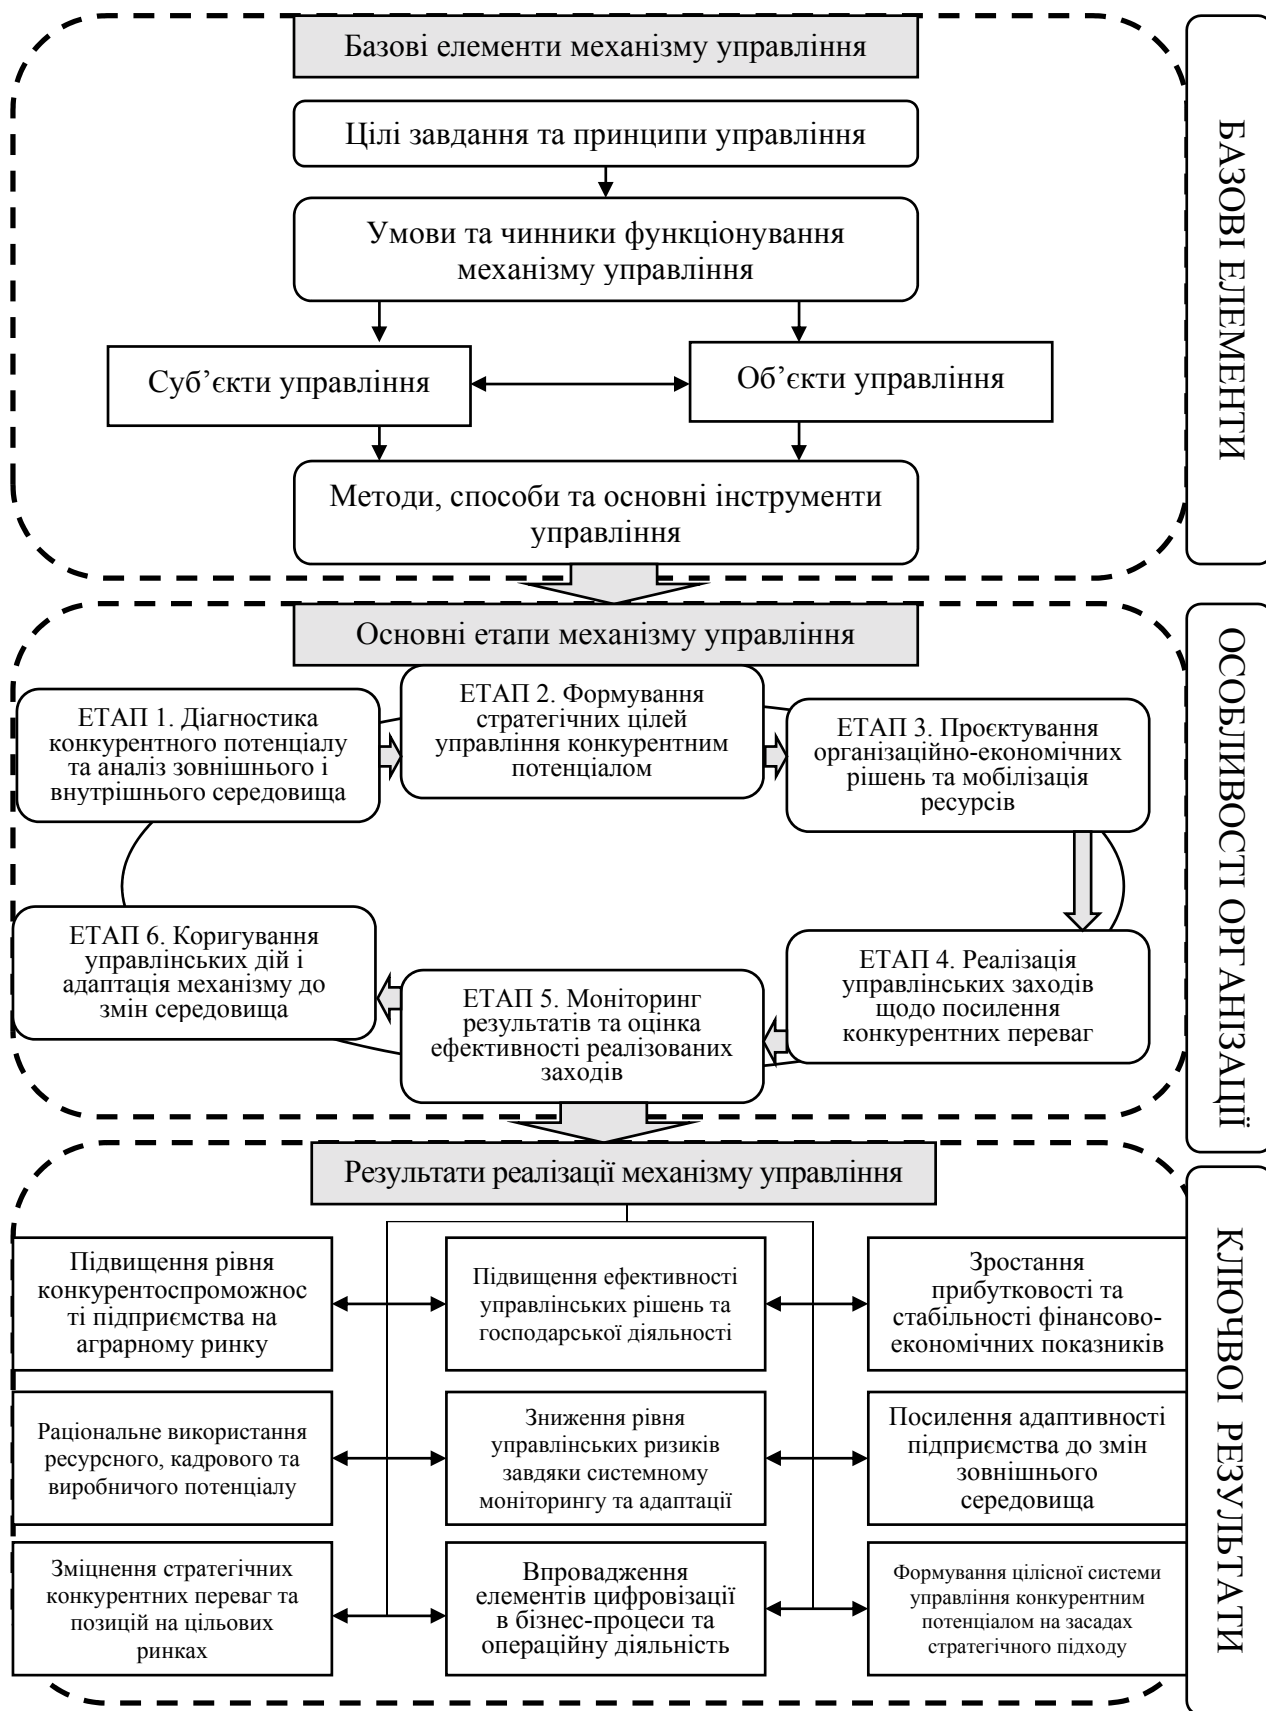 Базові елементи механізму управління
Цілі завдання та принципи управління
Умови та чинники функціонування
механізму управління
Суб’єкти управління
Об’єкти управління
Методи, способи та основні інструменти
управління
БАЗОВІ ЕЛЕМЕНТИ
Основні етапи механізму управління
ЕТАП 1. Діагностика
конкурентного потенціалу
та аналіз зовнішнього і
внутрішнього середовища
ЕТАП 2. Формування
стратегічних цілей
управління конкурентним
потенціалом
ЕТАП 3. Проєктування
організаційно-економічних
рішень та мобілізація
ресурсів
ЕТАП 4. Реалізація
управлінських заходів
щодо посилення
конкурентних переваг
ЕТАП 5. Моніторинг
результатів та оцінка
ефективності реалізованих
заходів
ЕТАП 6. Коригування
управлінських дій і
адаптація механізму до
змін середовища
ОСОБЛИВОСТІ ОРГАНІЗАЦІЇ
Результати реалізації механізму управління
Підвищення рівня
конкурентоспроможнос
ті підприємства на
аграрному ринку
Підвищення ефективності
управлінських рішень та
господарської діяльності
Зростання
прибутковості та
стабільності фінансово-
економічних показників
Раціональне використання
ресурсного, кадрового та
виробничого потенціалу
Зниження рівня
управлінських ризиків
завдяки системному
моніторингу та адаптації
Посилення адаптивності
підприємства до змін
зовнішнього
середовища
Зміцнення стратегічних
конкурентних переваг та
позицій на цільових
ринках
Впровадження
елементів цифровізації
в бізнес-процеси та
операційну діяльність
Формування цілісної системи
управління конкурентним
потенціалом на засадах
стратегічного підходу
КЛЮЧВОІ РЕЗУЛЬТАТИ